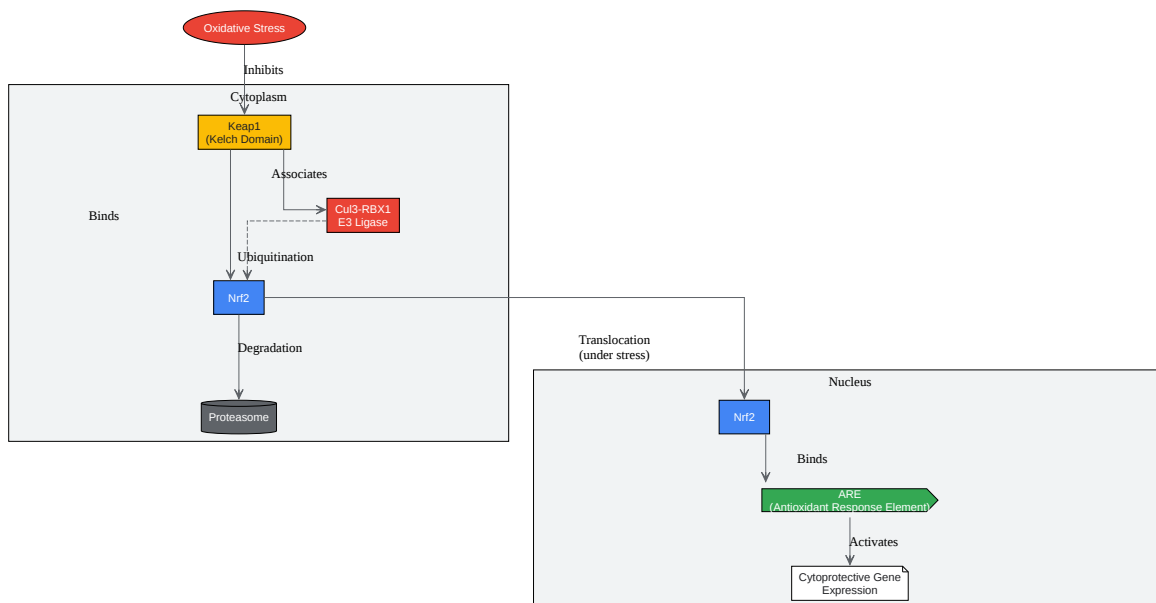 Oxidative Stress
Inhibits
Cytoplasm
Keap1
(Kelch Domain)
Associates
Binds
Cul3-RBX1
E3 Ligase
Ubiquitination
Nrf2
Degradation
Proteasome
Translocation
(under stress)
Nucleus
Nrf2
Binds
ARE
(Antioxidant Response Element)
Activates
Cytoprotective Gene
Expression